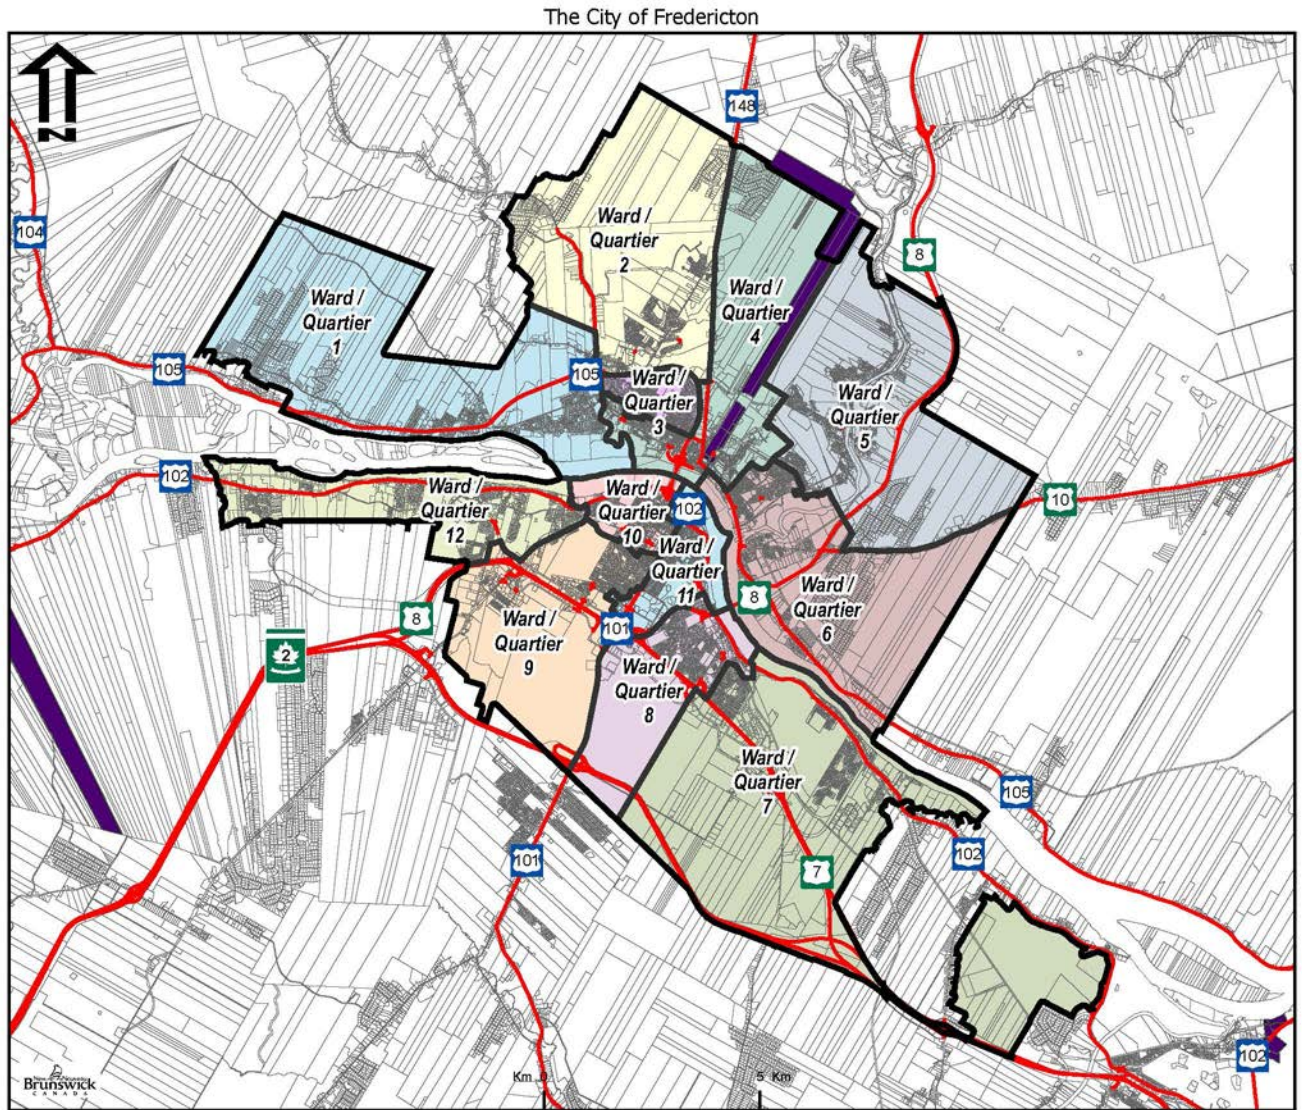 The City of Fredericton
N
148
104
8
Ward /
Quartier
2
Ward /
Quartier
1
Ward /
Quartier
4
105
105
Ward /
Quartier
3
Ward /
Quartier
5
102
Ward /
Quartier
12
Ward /
Quartier
10
102
10
Ward /
Quartier
11
8
Ward /
Quartier
6
8
101
Ward /
Quartier
9
2
Ward /
Quartier
8
Ward /
Quartier
7
105
101
7
102
102
Km 0
5 Km
Brunswick
CANADA